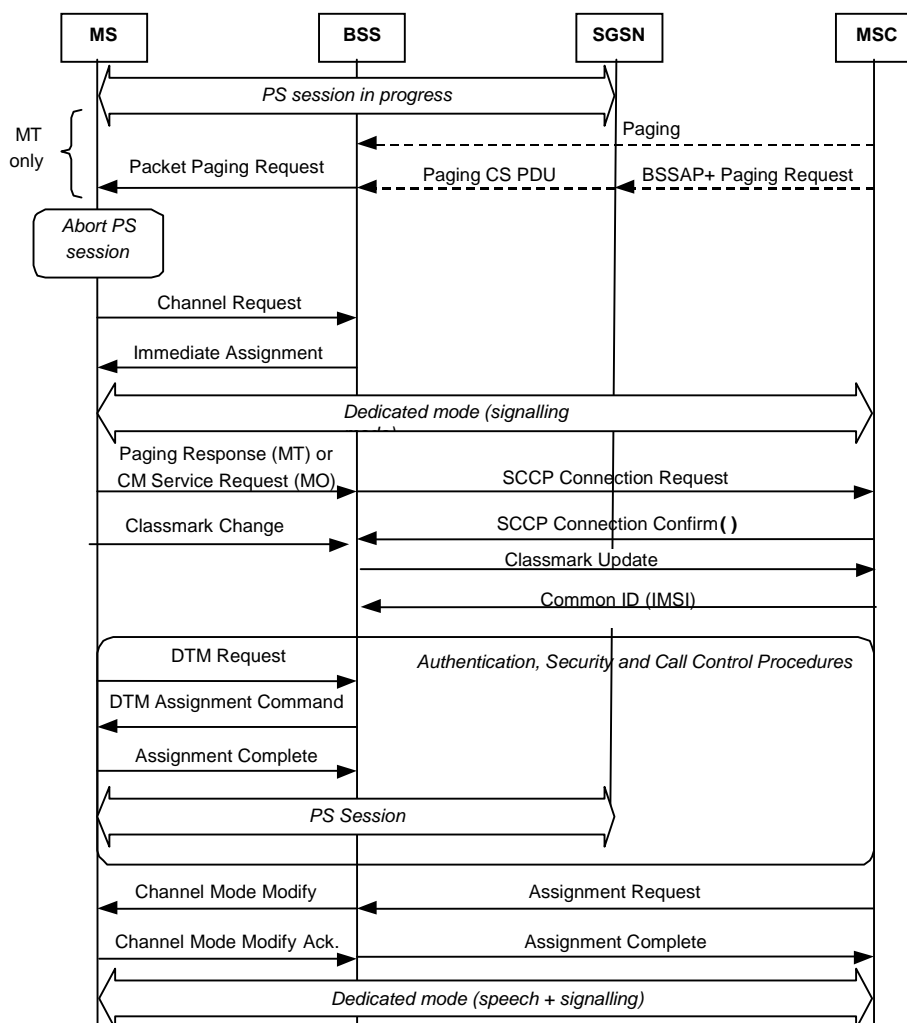 MS
BSS
SGSN
MSC
PS session in progress
MT
only
Paging
Packet Paging Request
Paging CS PDU
BSSAP+ Paging Request
Abort PS
session
Channel Request
Immediate Assignment
Dedicated mode (signalling
Paging Response (MT) or
CM Service Request (MO)
SCCP Connection Request
Classmark Change
SCCP Connection Confirm()
Classmark Update
Common ID (IMSI)
DTM Request
Authentication, Security and Call Control Procedures
DTM Assignment Command
Assignment Complete
PS Session
Channel Mode Modify
Assignment Request
Channel Mode Modify Ack.
Assignment Complete
Dedicated mode (speech + signalling)